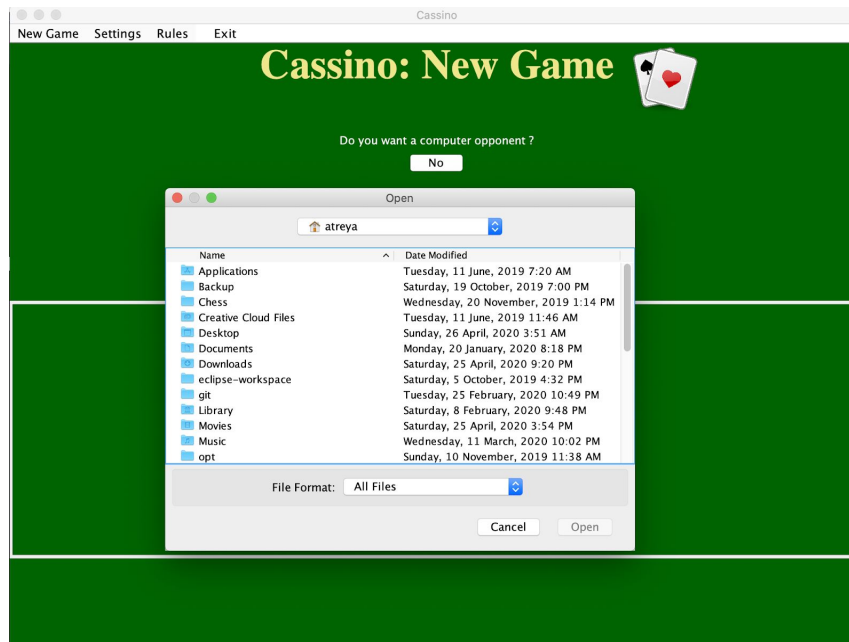 Cassino
New Game Settings Rules Exit
Cassino: New Game
Do you want a computer opponent ?
No
Open
atreya
Name Date Modified
Applications Tuesday, 11 June, 2019 7:20 AM
Backup Saturday, 19 October, 2019 7:00 PM
Chess Wednesday, 20 November, 2019 1:14 PM
Creative Cloud Files Tuesday, 11 June, 2019 11:46 AM
Desktop Sunday, 26 April, 2020 3:51 AM
Documents Monday, 20 January, 2020 8:18 PM
Downloads Saturday, 25 April, 2020 9:20 PM
eclipse-workspace Saturday, 5 October, 2019 4:32 PM
git Tuesday, 25 February, 2020 10:49 PM
Library Saturday, 8 February, 2020 9:48 PM
Movies Saturday, 25 April, 2020 3:54 PM
Music Wednesday, 11 March, 2020 10:02 PM
opt Sunday, 10 November, 2019 11:38 AM
File Format: All Files
Cancel Open